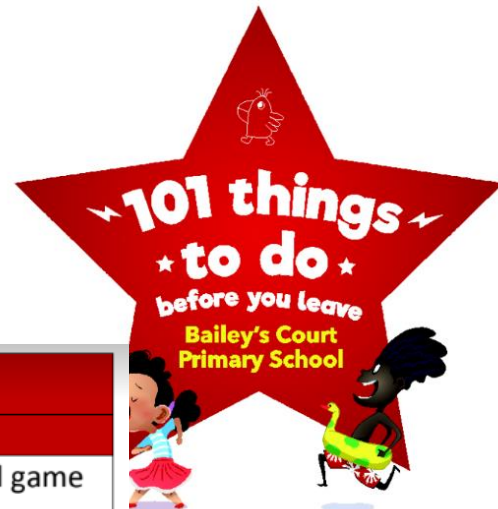 101 things
to do
before you leave
Bailey's Court
Primary School
game